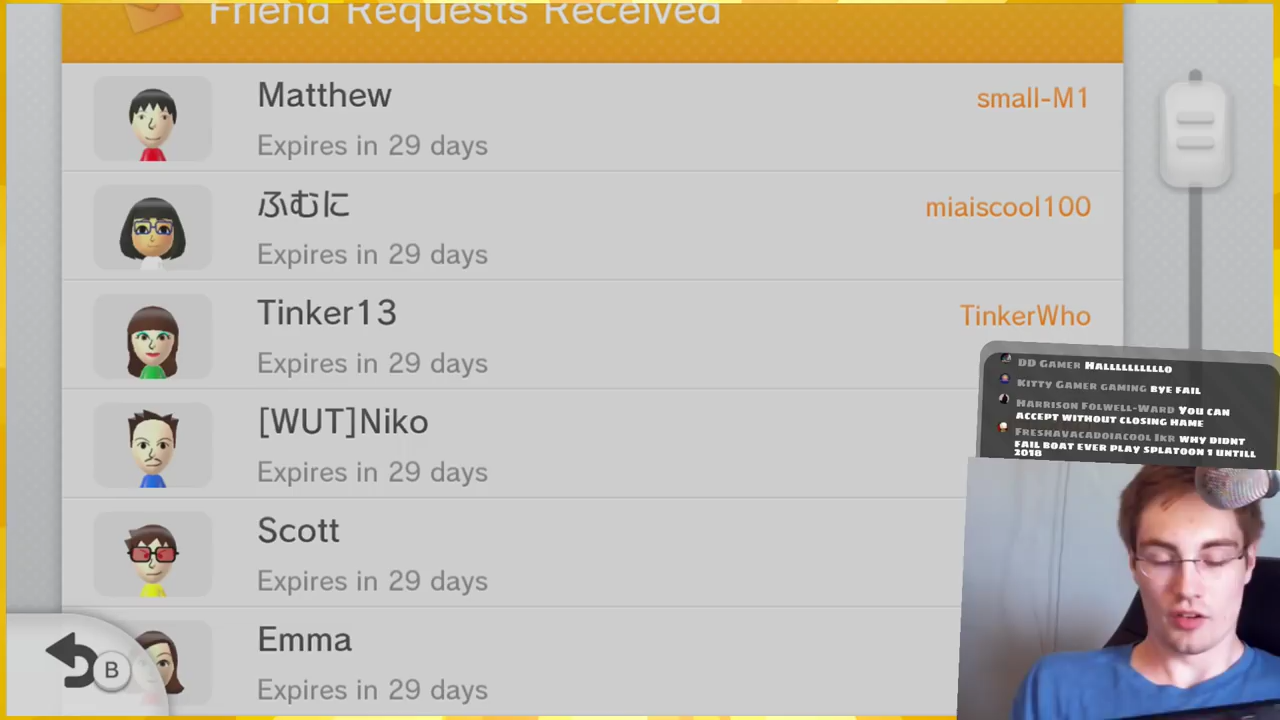 Friend Requests Received
Matthew
small-M1
Expires in 29 days
ふむに
miaiscool100
Expires in 29 days
Tinker13
TinkerWho
Expires in 29 days
[WUT]Niko
Expires in 29 days
Scott
Expires in 29 days
Emma
Expires in 29 days
B
DD GAMER HALLLLLLLLLLO
KITTY GAMER GAMING BYE FAIL
HARRISON FOLWELL-WARD YOU CAN
ACCEPT WITHOUT CLOSING HAME
FRESHAVACADOIACOOL IKR WHY DIDNT
FAIL BOAT EVER PLAY SPLATOON 1 UNTILL
2018